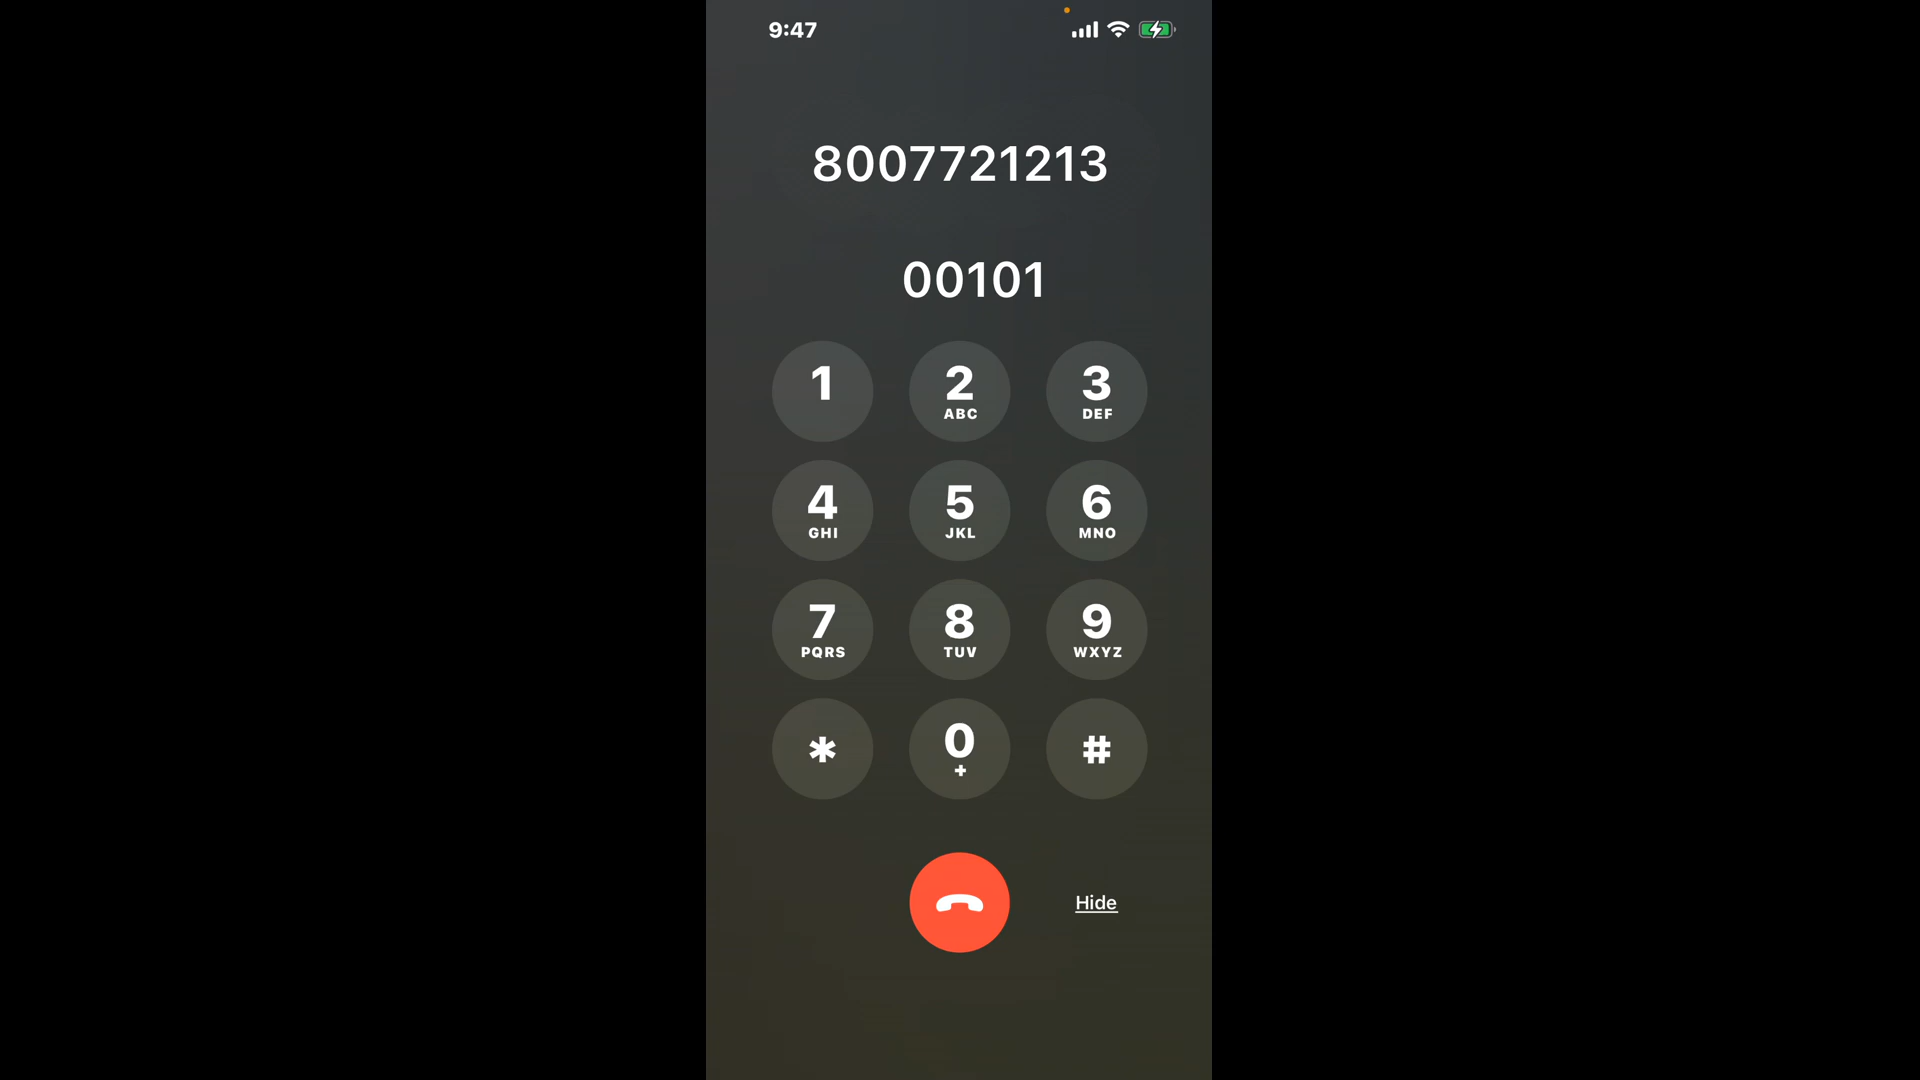 9:47
8007721213
00101
1 2 3
ABC DEF
4 5 6
GHI JKL MNO
7 8 9
PQRS TUV WXYZ
* 0 #
+
Hide